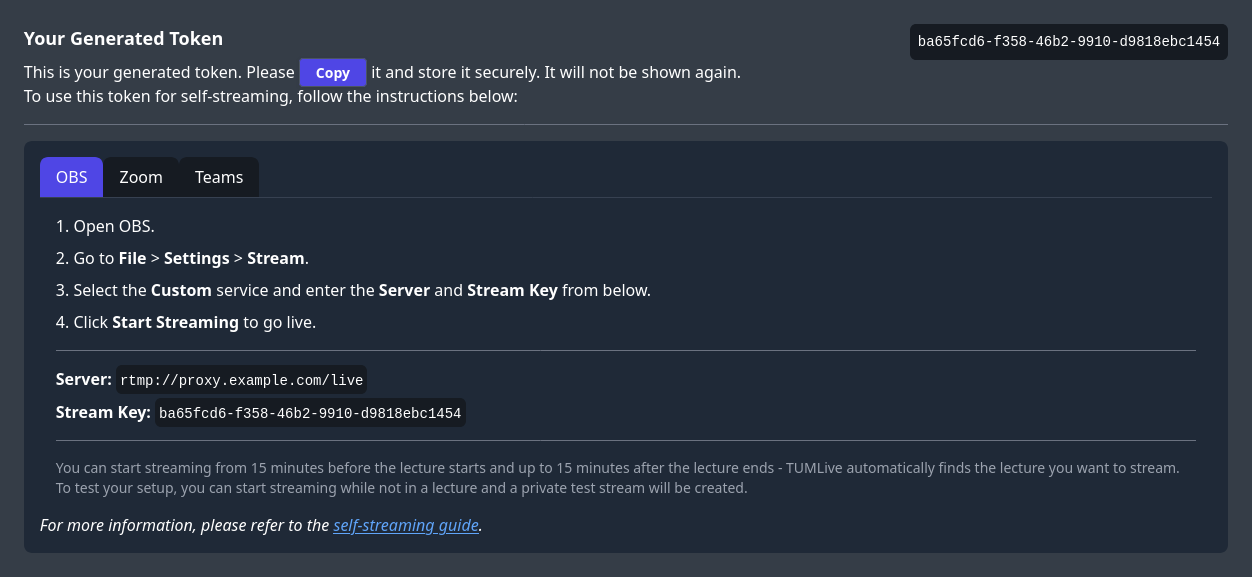 Your Generated Token
ba65fcd6-f358-46b2-9910-d9818ebc1454
This is your generated token. Please Copy it and store it securely. It will not be shown again.
To use this token for self-streaming, follow the instructions below:
OBS Zoom Teams
1. Open OBS.
2. Go to File > Settings > Stream.
3. Select the Custom service and enter the Server and Stream Key from below.
4. Click Start Streaming to go live.
Server: rtmp://proxy.example.com/live
Stream Key: ba65fcd6-f358-46b2-9910-d9818ebc1454
You can start streaming from 15 minutes before the lecture starts and up to 15 minutes after the lecture ends - TUMLive automatically finds the lecture you want to stream.
To test your setup, you can start streaming while not in a lecture and a private test stream will be created.
For more information, please refer to the self-streaming guide.